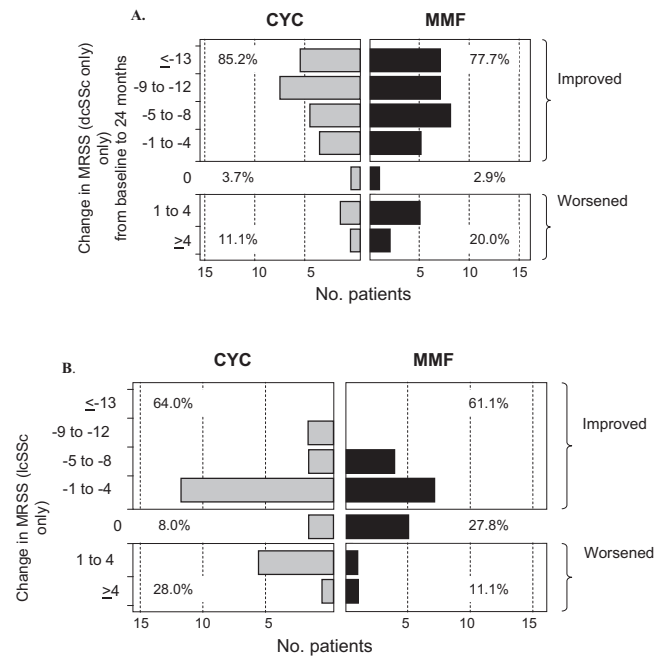 A.
CYC MMF
Change in MRSS (dcSSc only)
only)
from baseline to 24 months
≤-13 85.2% 77.7%
-9 to -12
-5 to -8
-1 to -4
Improved
0 3.7% 2.9%
1 to 4
≥4 11.1% 20.0%
Worsened
15 10 5 5 10 15
No. patients
B.
CYC MMF
Change in MRSS (lcSSc
only)
≤-13 64.0% 61.1%
-9 to -12
-5 to -8
-1 to -4
Improved
0 8.0% 27.8%
1 to 4
≥4 28.0% 11.1%
Worsened
15 10 5 5 10 15
No. patients